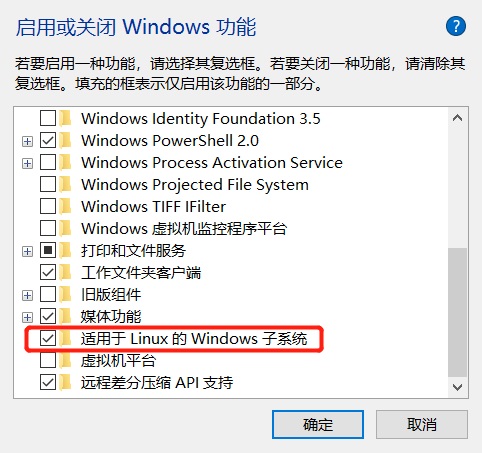 启用或关闭 Windows 功能
?
若要启用一种功能，请选择其复选框。若要关闭一种功能，请清除其
复选框。填充的框表示仅启用该功能的一部分。
Windows Identity Foundation 3.5
Windows PowerShell 2.0
Windows Process Activation Service
Windows Projected File System
Windows TIFF IFilter
Windows 虚拟机监控程序平台
打印和文件服务
工作文件夹客户端
旧版组件
媒体功能
适用于 Linux 的 Windows 子系统
虚拟机平台
远程差分压缩 API 支持
确定
取消